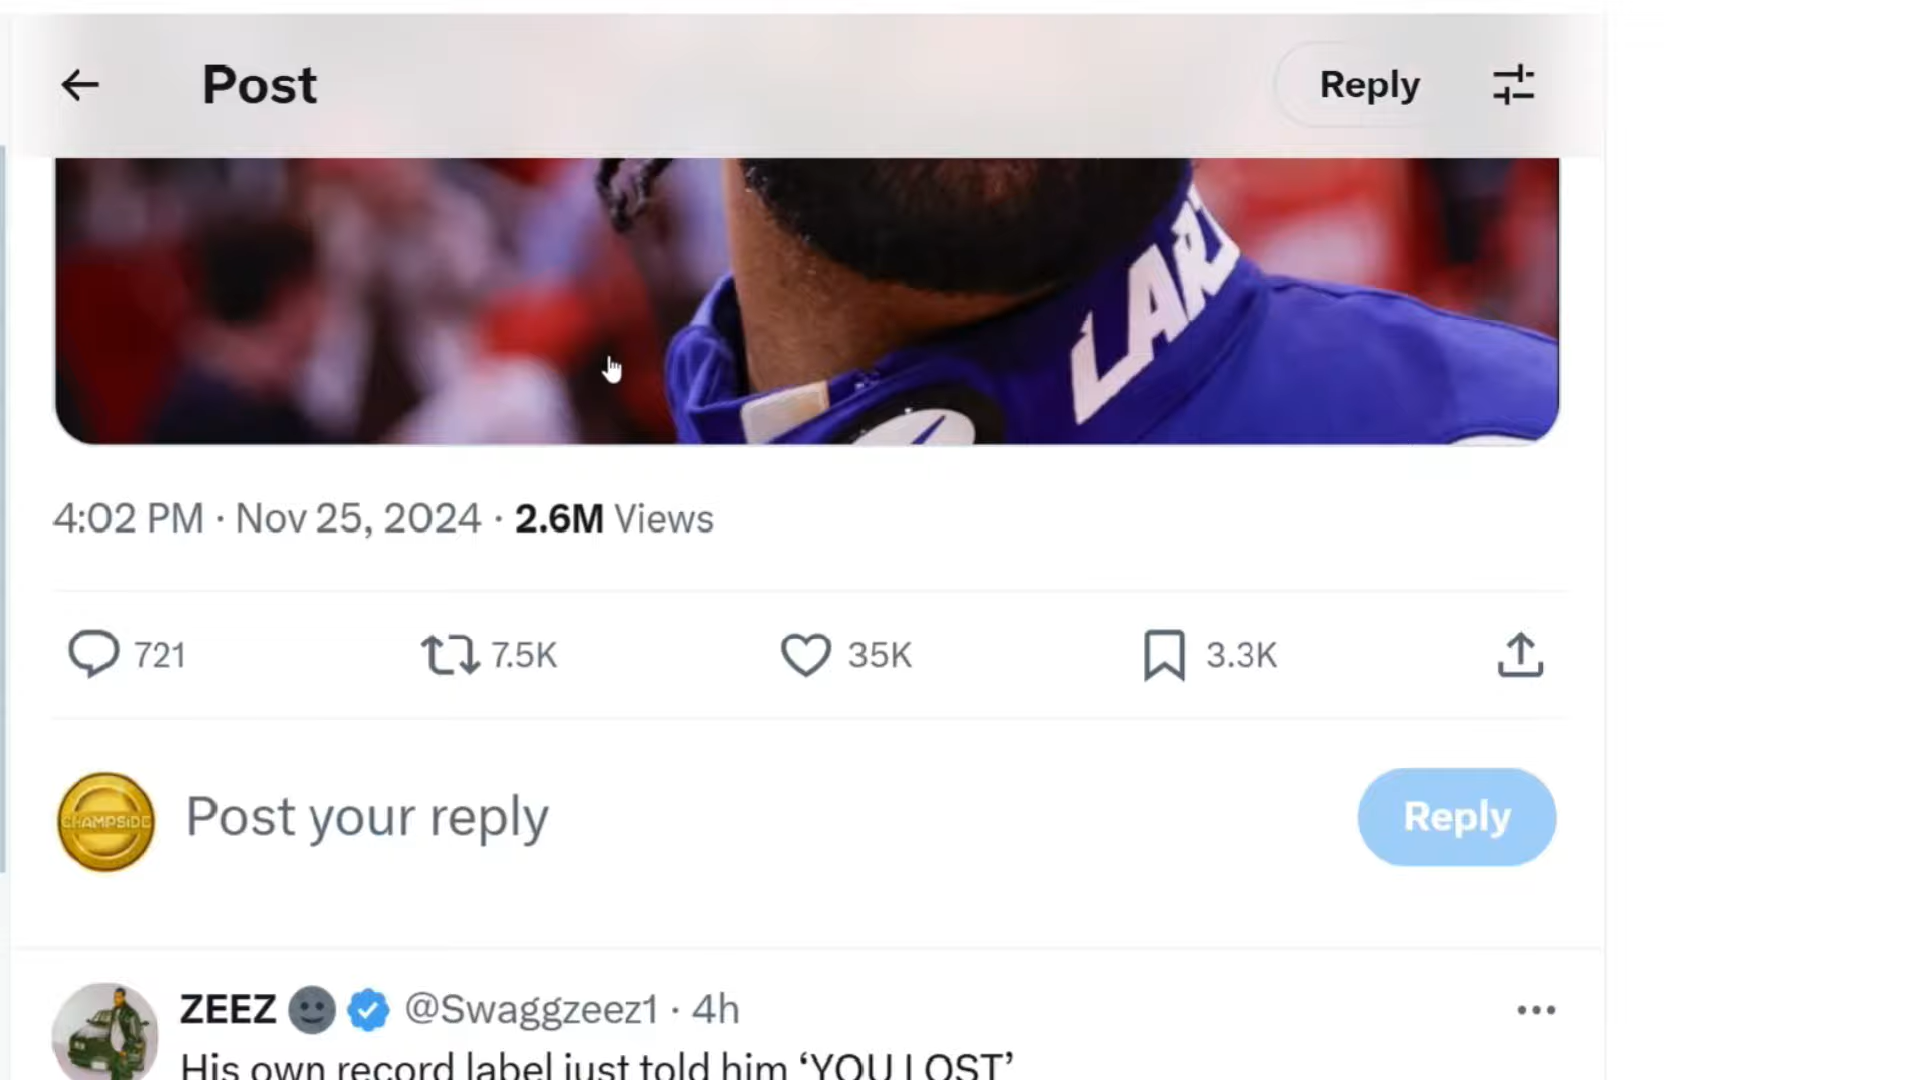 Post
Reply
LAR
4:02 PM · Nov 25, 2024 · 2.6M Views
721
7.5K
35K
3.3K
CHAMPSIDE
Post your reply
Reply
ZEEZ @Swaggzeez1 · 4h
His own record label just told him ‘YOU LOST’